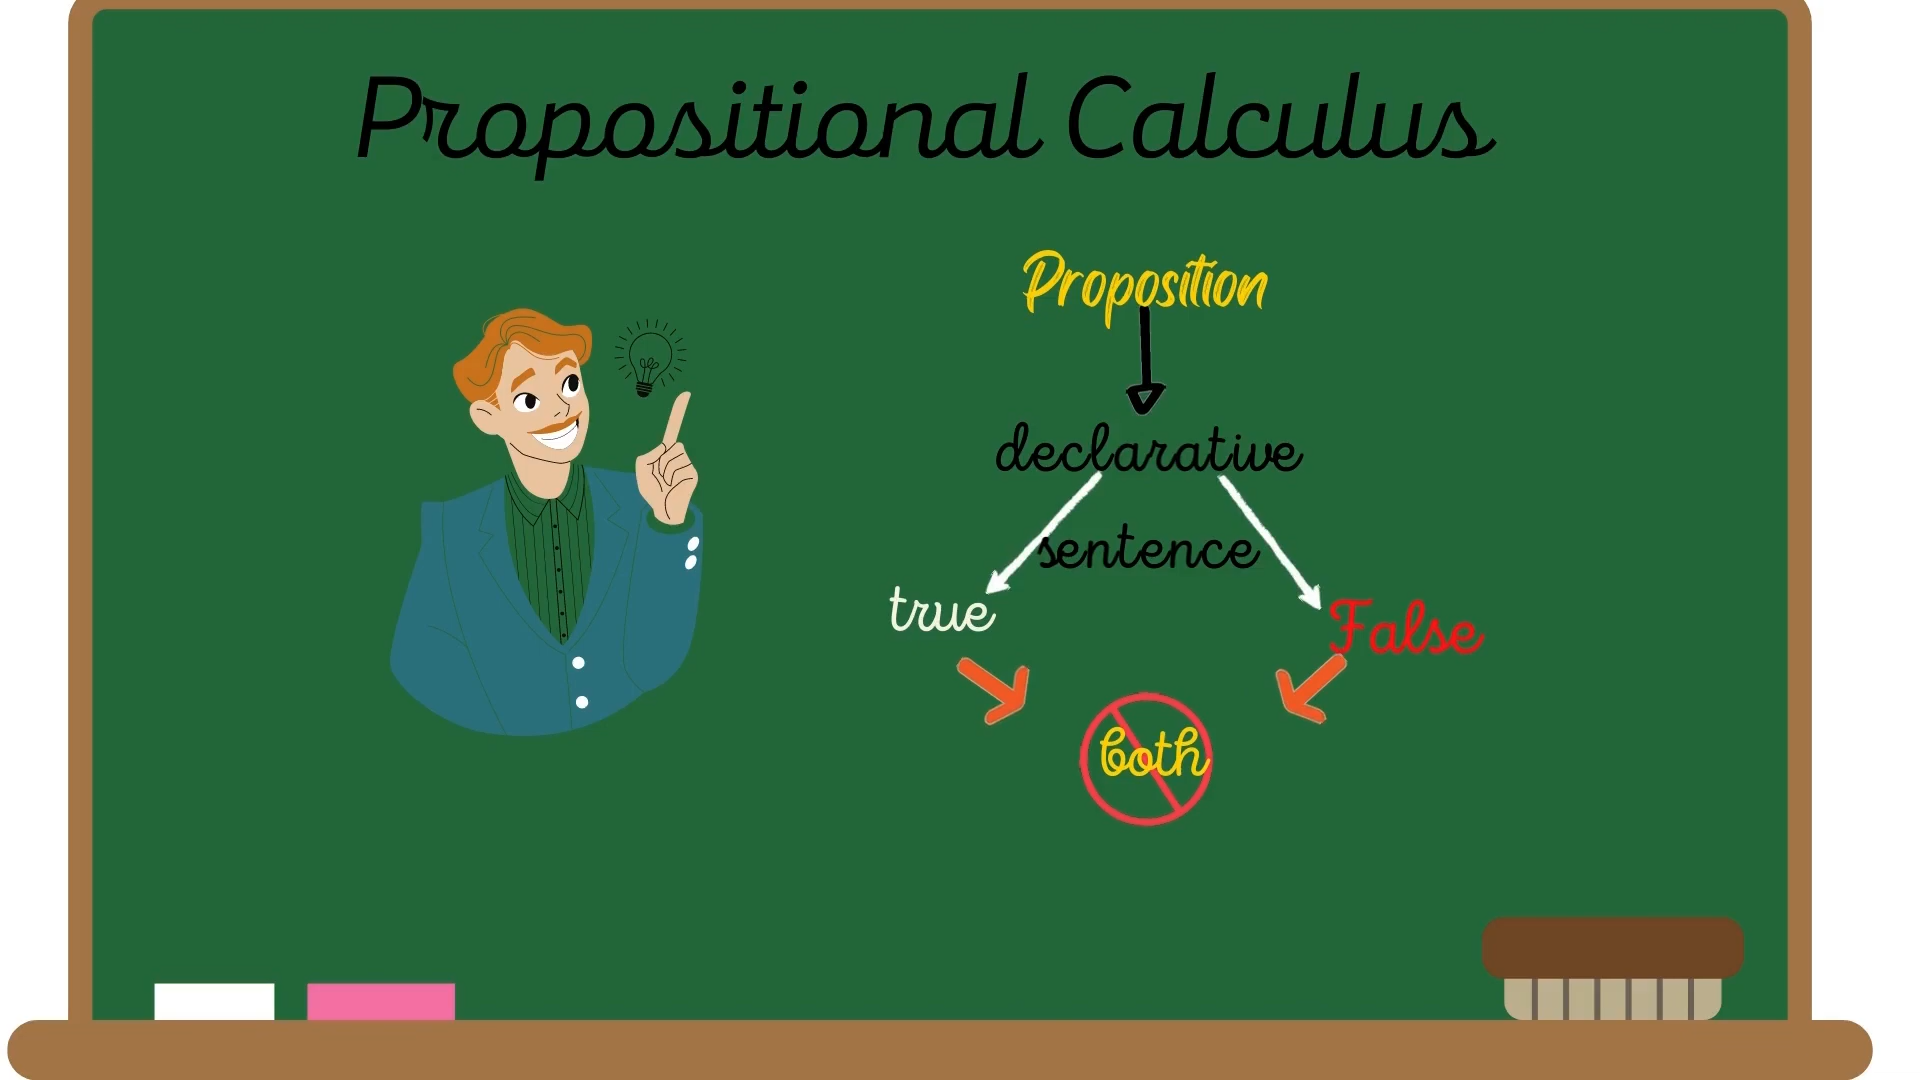 Propositional Calculus
Proposition
declarative
sentence
true
False
both